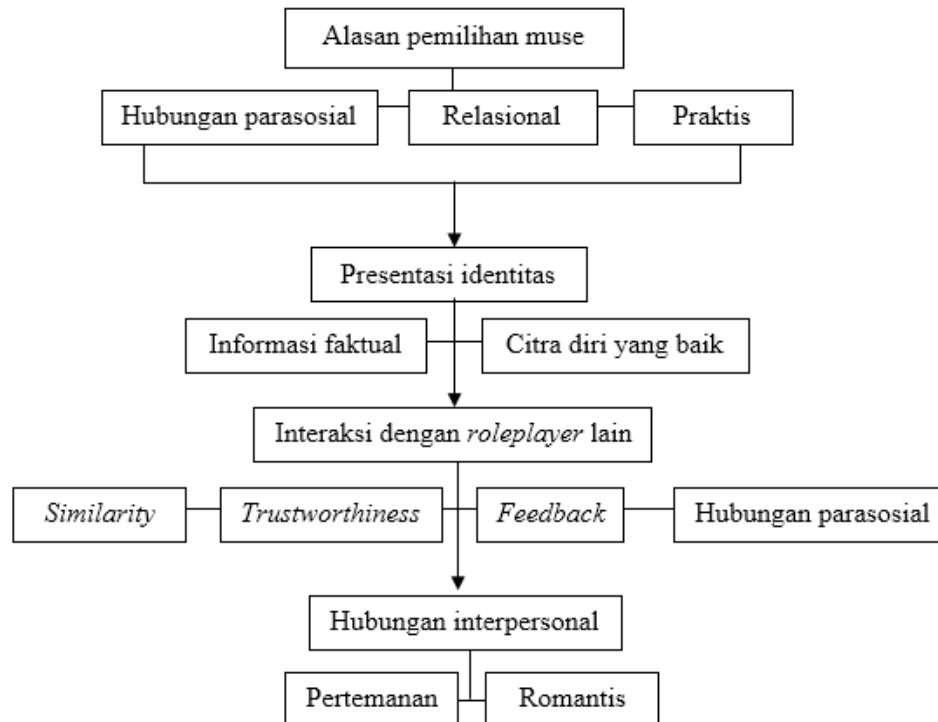 Alasan pemilihan muse
Hubungan parasosial
Relasional
Praktis
Presentasi identitas
Informasi faktual
Citra diri yang baik
Interaksi dengan roleplayer lain
Similarity
Trustworthiness
Feedback
Hubungan parasosial
Hubungan interpersonal
Pertemanan
Romantis